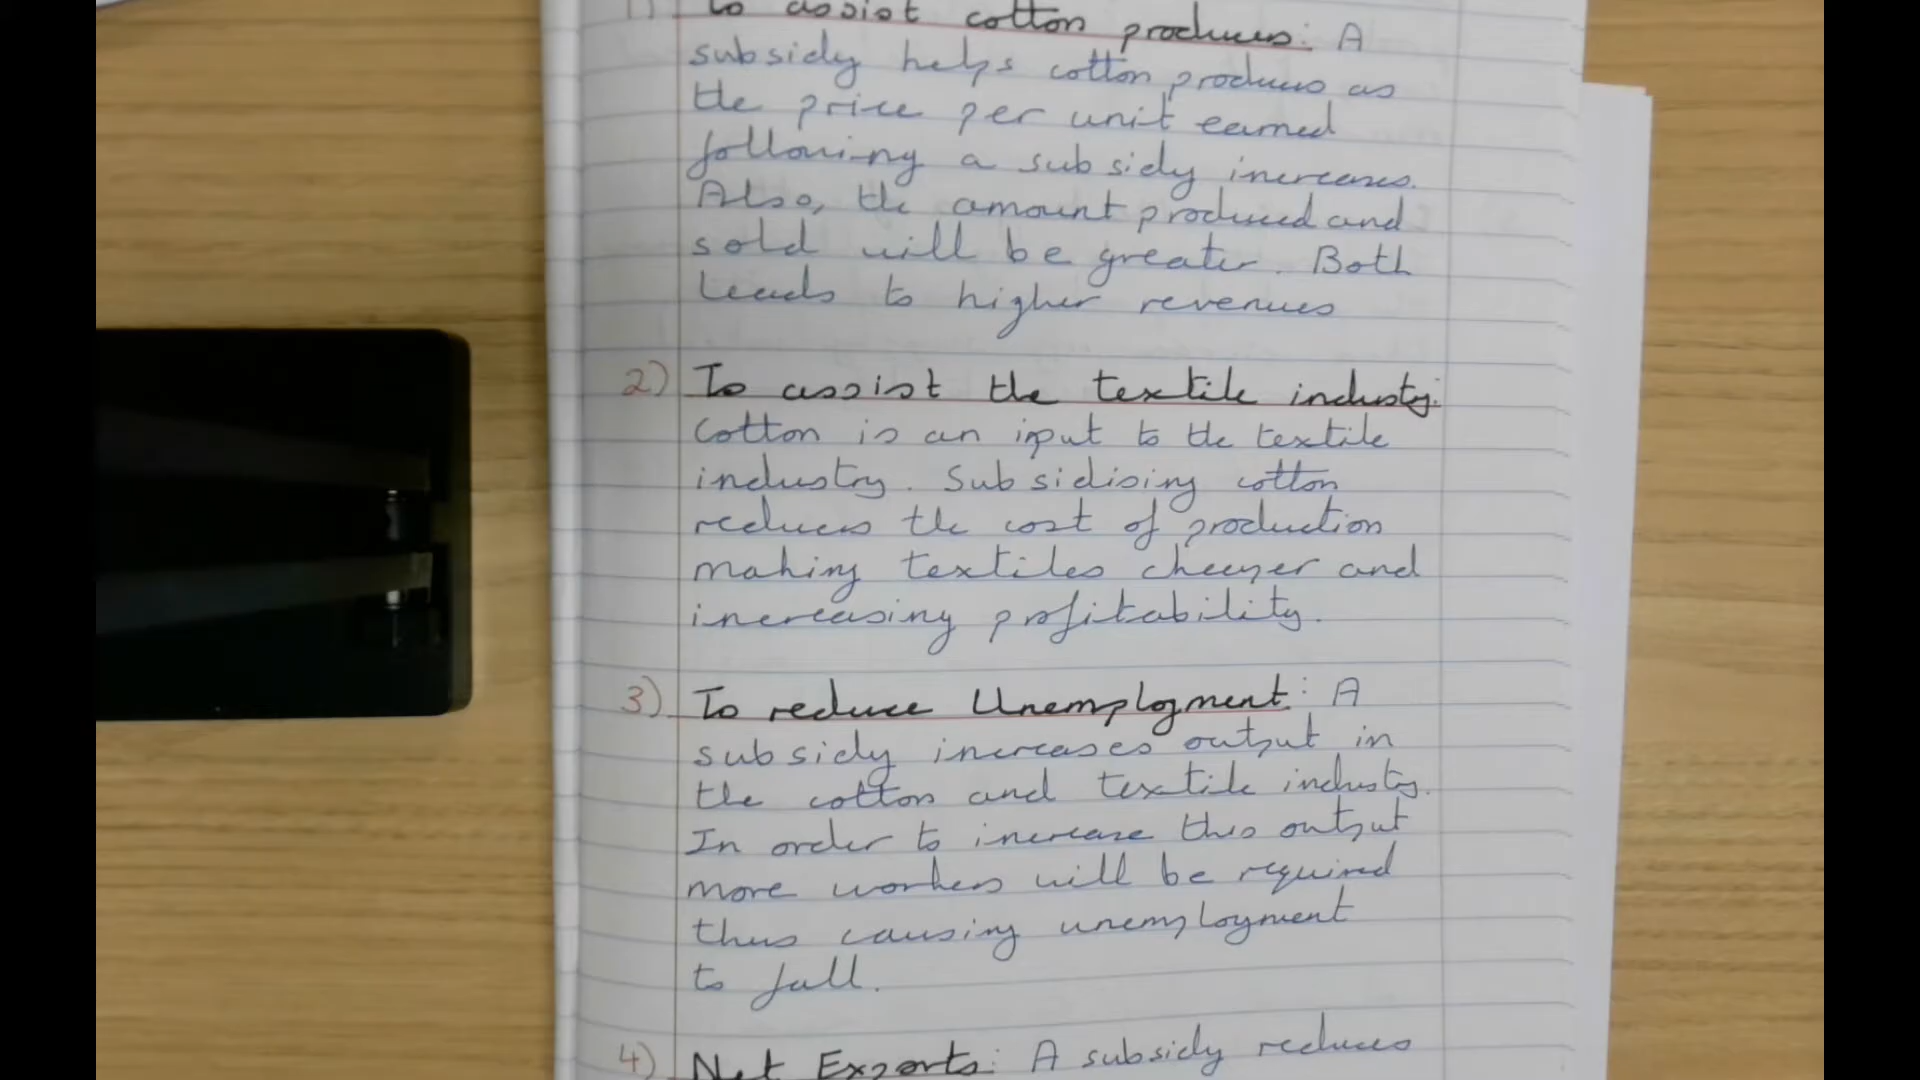 1) To assist cotton producers: A
subsidy helps cotton producers as
the price per unit earned
following a subsidy increases.
Also, the amount produced and
sold will be greater. Both
leads to higher revenues
2) To assist the textile industry:
Cotton is an input to the textile
industry. Subsidising cotton
reduces the cost of production
making textiles cheaper and
increasing profitability.
3) To reduce Unemployment: A
subsidy increases output in
the cotton and textile industry.
In order to increase this output
more workers will be required
thus causing unemployment
to fall.
4) Net Exports: A subsidy reduces